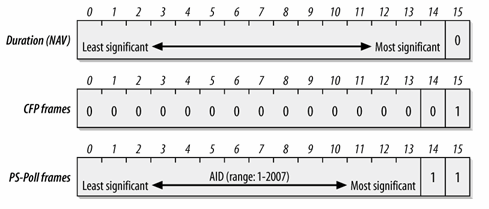 0 1 2 3 4 5 6 7 8 9 10 11 12 13 14 15
Duration (NAV) Least significant Most significant 0
0 1 2 3 4 5 6 7 8 9 10 11 12 13 14 15
CFP frames 0 0 0 0 0 0 0 0 0 0 0 0 0 0 0 1
0 1 2 3 4 5 6 7 8 9 10 11 12 13 14 15
PS-Poll frames Least significant AID (range: 1-2007) Most significant 1 1